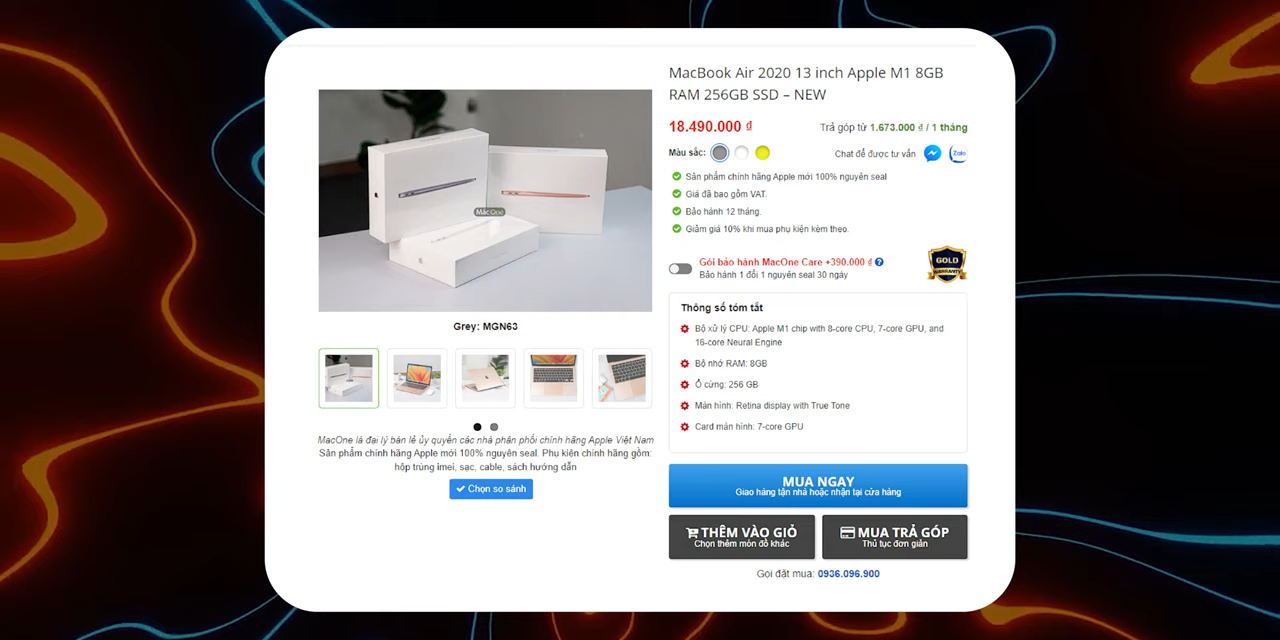 MacBook Air 2020 13 inch Apple M1 8GB
RAM 256GB SSD – NEW
18.490.000 ₫
Trả góp từ 1.673.000 ₫ / 1 tháng
Màu sắc:
Chat để được tư vấn
Zalo
Sản phẩm chính hãng Apple mới 100% nguyên seal
Giá đã bao gồm VAT.
Bảo hành 12 tháng.
Giảm giá 10% khi mua phụ kiện kèm theo.
Gói bảo hành MacOne Care +390.000 ₫
Bảo hành 1 đổi 1 nguyên seal 30 ngày
GOLD
WARRANTY
Thông số tóm tắt
Bộ xử lý CPU: Apple M1 chip with 8-core CPU, 7-core GPU, and
16-core Neural Engine
Bộ nhớ RAM: 8GB
Ổ cứng: 256 GB
Màn hình: Retina display with True Tone
Card màn hình: 7-core GPU
MUA NGAY
Giao hàng tận nhà hoặc nhận tại cửa hàng
THÊM VÀO GIỎ
Chọn thêm món đồ khác
MUA TRẢ GÓP
Thủ tục đơn giản
Gọi đặt mua: 0936.096.900
MacOne
Grey: MGN63
MacOne là đại lý bán lẻ ủy quyền các nhà phân phối chính hãng Apple Việt Nam
Sản phẩm chính hãng Apple mới 100% nguyên seal. Phụ kiện chính hãng gồm:
hộp trùng imei, sạc, cable, sách hướng dẫn
Chọn so sánh